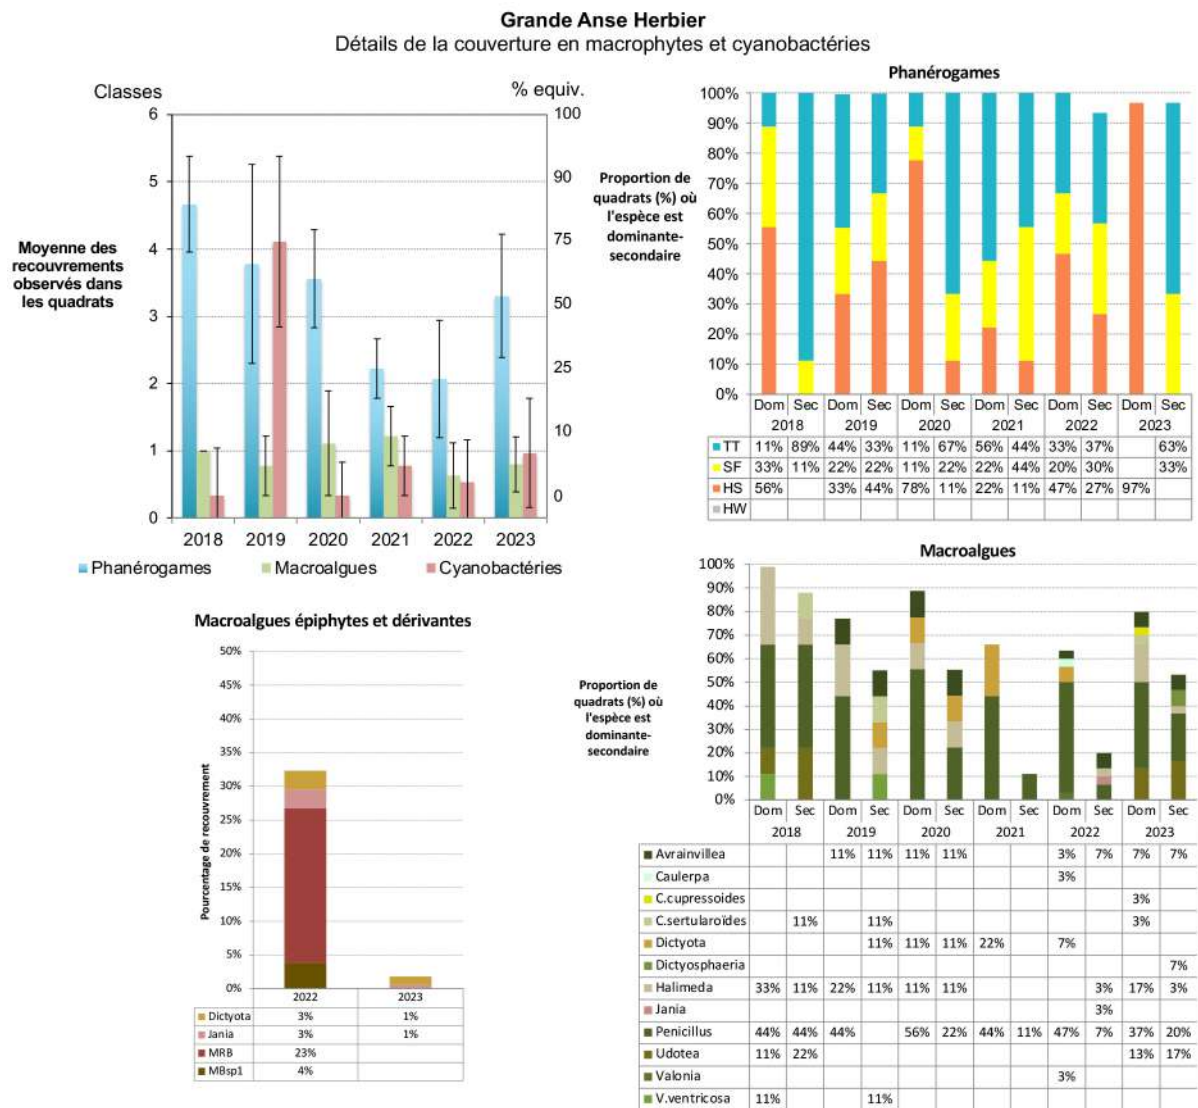 Grande Anse Herbier
Détails de la couverture en macrophytes et cyanobactéries
Classes
% equiv.
6
5
4
3
2
1
0
100
90
75
50
25
10
0
Moyenne des
recouvrements
observés dans
les quadrats
2018 2019 2020 2021 2022 2023
Phanérogames Macroalgues Cyanobactéries
Phanérogames
100%
90%
80%
70%
60%
50%
40%
30%
20%
10%
0%
Proportion de
quadrats (%) où
l'espèce est
dominante-
secondaire
Dom Sec Dom Sec Dom Sec Dom Sec Dom Sec Dom Sec
2018 2019 2020 2021 2022 2023
TT 11% 89% 44% 33% 11% 67% 56% 44% 33% 37% 63%
SF 33% 11% 22% 22% 11% 22% 22% 44% 20% 30% 33%
HS 56% 33% 44% 78% 11% 22% 11% 47% 27% 97%
HW
Macroalgues épiphytes et dérivantes
50%
45%
40%
35%
30%
25%
20%
15%
10%
5%
0%
Pourcentage de recouvrement
2022 2023
Dictyota 3% 1%
Jania 3% 1%
MRB 23%
MBsp1 4%
Macroalgues
100%
90%
80%
70%
60%
50%
40%
30%
20%
10%
0%
Proportion de
quadrats (%) où
l'espèce est
dominante-
secondaire
Dom Sec Dom Sec Dom Sec Dom Sec Dom Sec Dom Sec
2018 2019 2020 2021 2022 2023
Avrainvillea 11% 11% 11% 11% 3% 7% 7% 7%
Caulerpa 3%
C.cupressoides 3%
C.sertularoïdes 11% 11% 3%
Dictyota 11% 11% 11% 22% 7%
Dictyosphaeria 7%
Halimeda 33% 11% 22% 11% 11% 11% 3% 17% 3%
Jania 3%
Penicillus 44% 44% 44% 56% 22% 44% 11% 47% 7% 37% 20%
Udotea 11% 22% 13% 17%
Valonia 3%
V.ventricosa 11% 11%